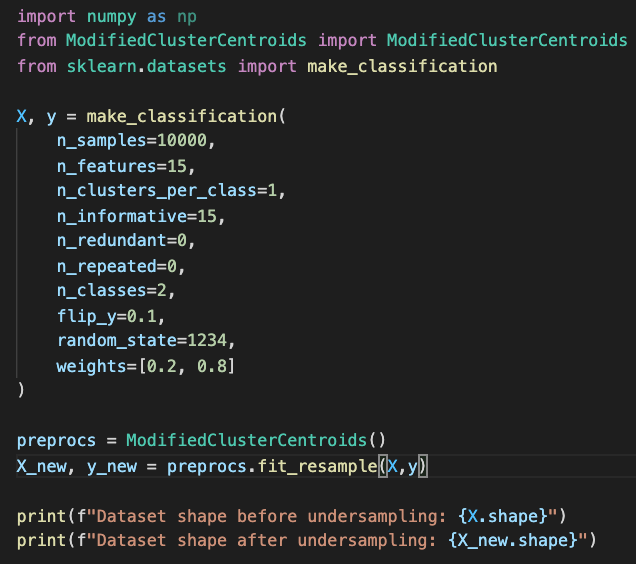 import numpy as np
from ModifiedClusterCentroids import ModifiedClusterCentroids
from sklearn.datasets import make_classification
X, y = make_classification(
n_samples=10000,
n_features=15,
n_clusters_per_class=1,
n_informative=15,
n_redundant=0,
n_repeated=0,
n_classes=2,
flip_y=0.1,
random_state=1234,
weights=[0.2, 0.8]
)
preprocs = ModifiedClusterCentroids()
X_new, y_new = preprocs.fit_resample(X,y)
print(f"Dataset shape before undersampling: {X.shape}")
print(f"Dataset shape after undersampling: {X_new.shape}")